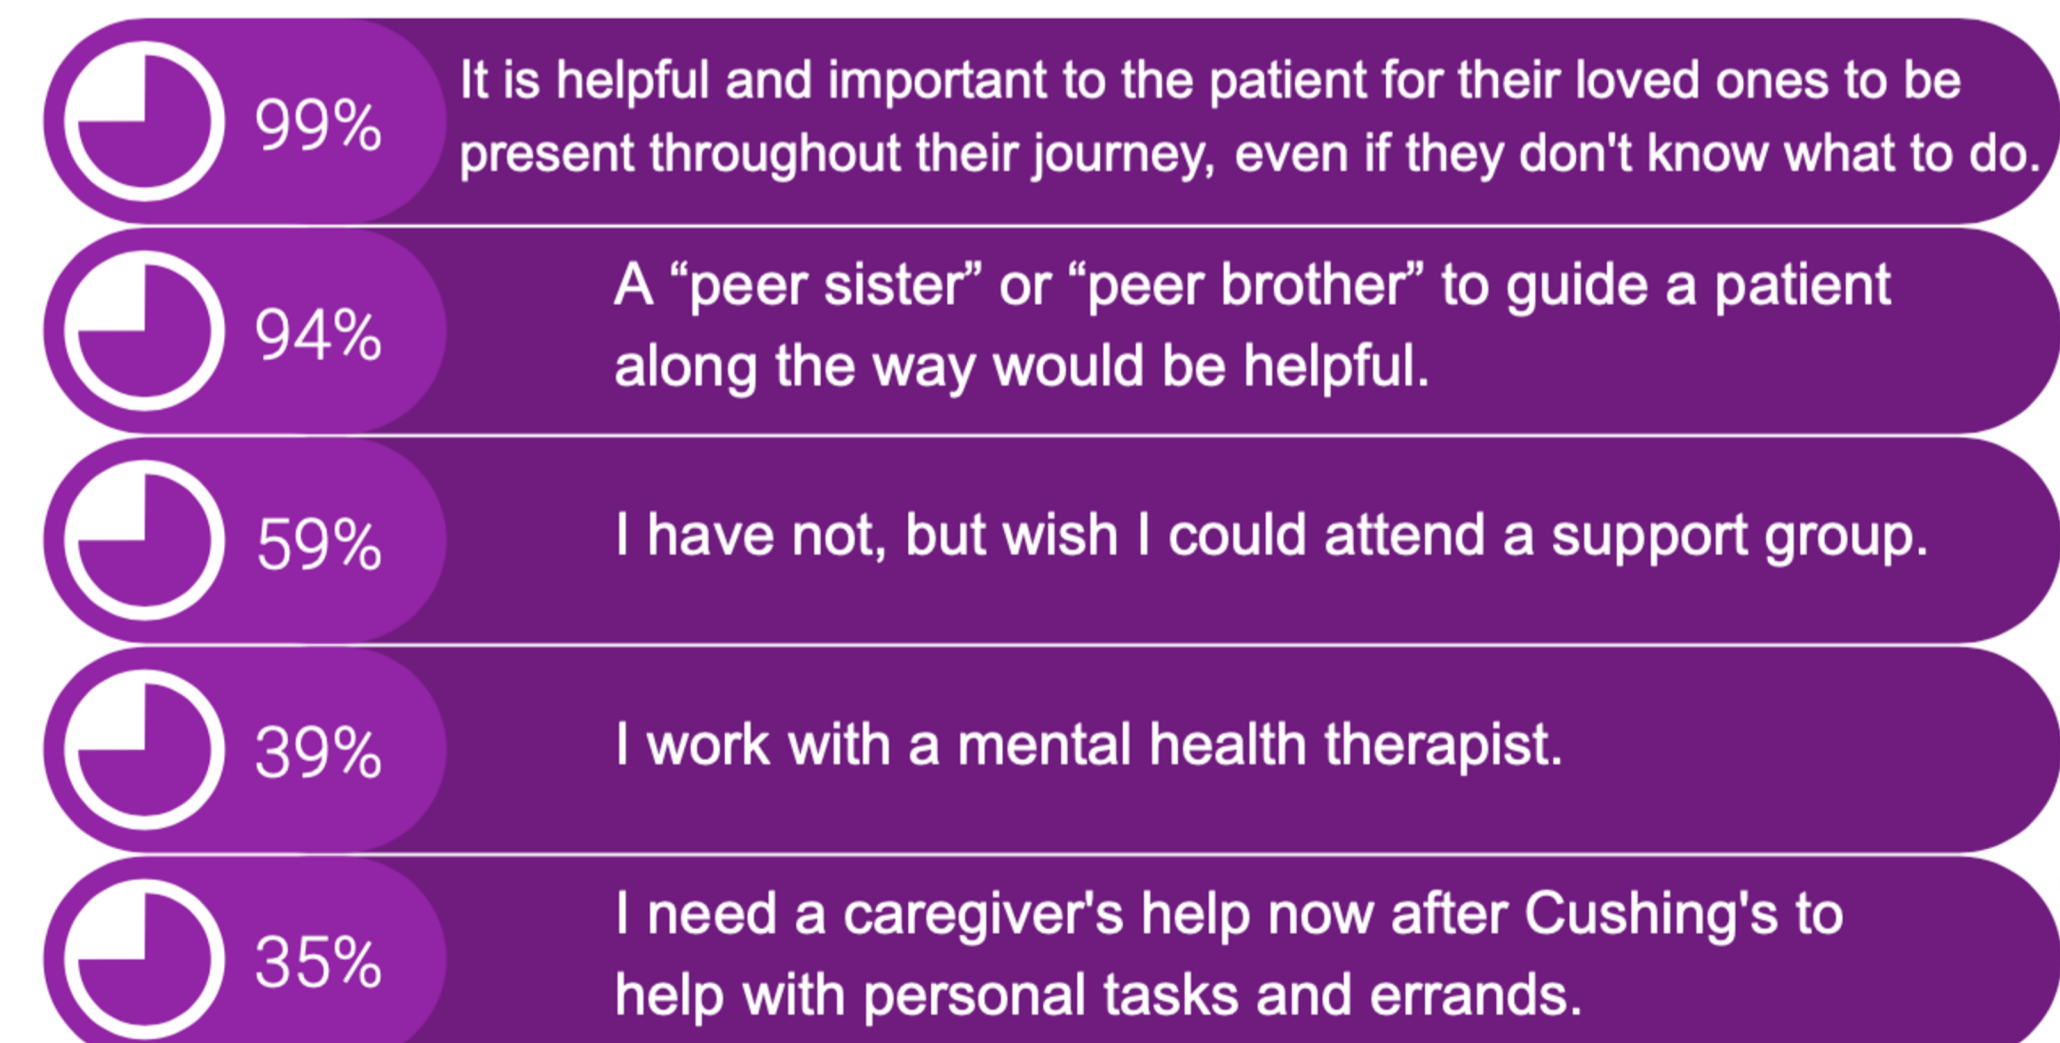 99%
It is helpful and important to the patient for their loved ones to be
present throughout their journey, even if they don't know what to do.
94%
A “peer sister” or “peer brother” to guide a patient
along the way would be helpful.
59%
I have not, but wish I could attend a support group.
39%
I work with a mental health therapist.
35%
I need a caregiver's help now after Cushing's to
help with personal tasks and errands.